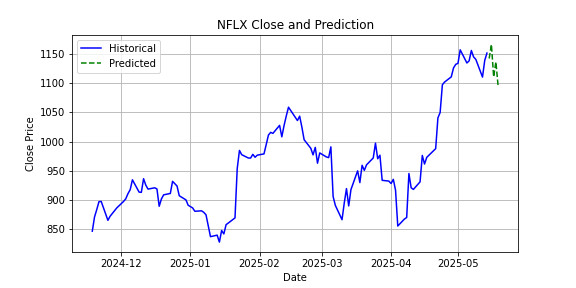 NFLX Close and Prediction
Historical
Predicted
Close Price
1150
1100
1050
1000
950
900
850
2024-12 2025-01 2025-02 2025-03 2025-04 2025-05
Date